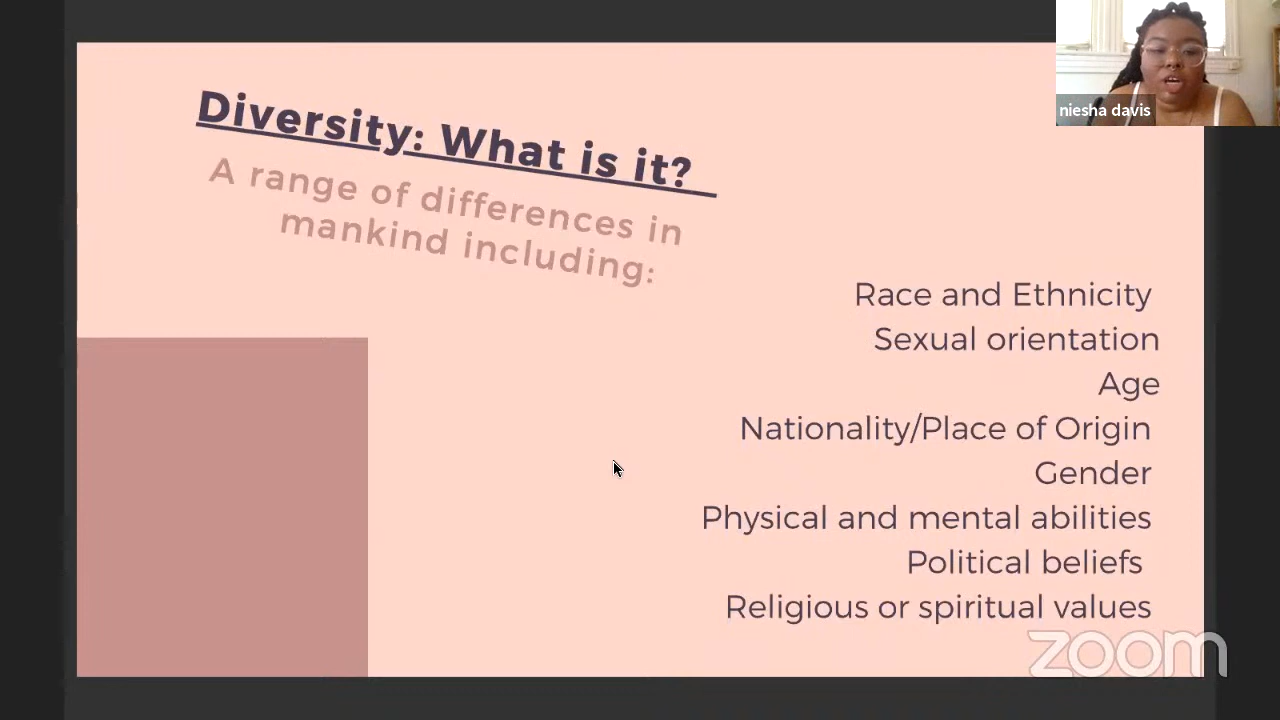 niesha davis
Diversity: What is it?
A range of differences in
mankind including:
Race and Ethnicity
Sexual orientation
Age
Nationality/Place of Origin
Gender
Physical and mental abilities
Political beliefs
Religious or spiritual values
zoom